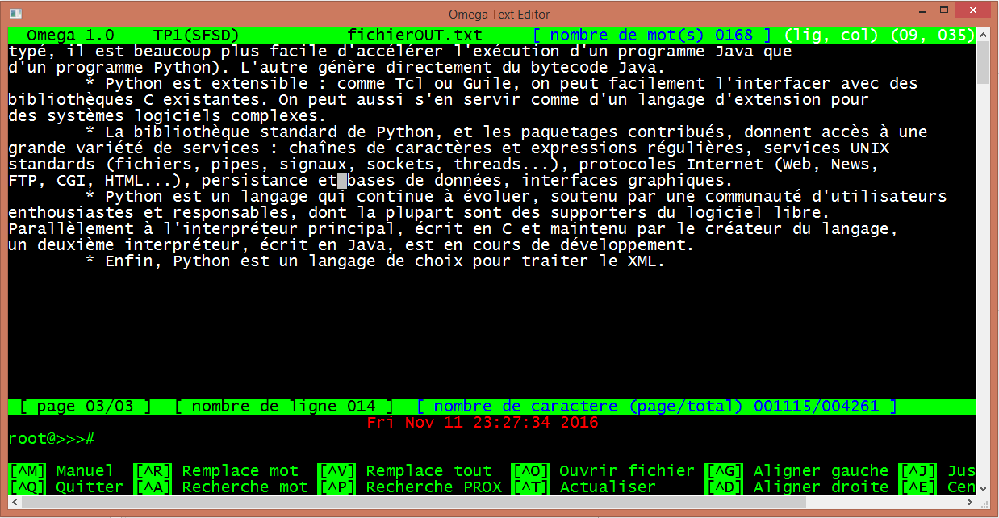 Omega Text Editor
Omega 1.0 TP1(SFSD) fichierOUT.txt [ nombre de mot(s) 0168 ] (lig, col) (09, 035)
typé, il est beaucoup plus facile d'accélérer l'exécution d'un programme Java que
d'un programme Python). L'autre génère directement du bytecode Java.
* Python est extensible : comme Tcl ou Guile, on peut facilement l'interfacer avec des
bibliothèques C existantes. On peut aussi s'en servir comme d'un langage d'extension pour
des systèmes logiciels complexes.
* La bibliothèque standard de Python, et les paquetages contribués, donnent accès à une
grande variété de services : chaînes de caractères et expressions régulières, services UNIX
standards (fichiers, pipes, signaux, sockets, threads...), protocoles Internet (Web, News,
FTP, CGI, HTML...), persistance et bases de données, interfaces graphiques.
* Python est un langage qui continue à évoluer, soutenu par une communauté d'utilisateurs
enthousiastes et responsables, dont la plupart sont des supporters du logiciel libre.
Parallèlement à l'interpréteur principal, écrit en C et maintenu par le créateur du langage,
un deuxième interpréteur, écrit en Java, est en cours de développement.
* Enfin, Python est un langage de choix pour traiter le XML.
[ page 03/03 ] [ nombre de ligne 014 ] [ nombre de caractere (page/total) 001115/004261 ]
Fri Nov 11 23:27:34 2016
root@>>>#
[^M] Manuel [^R] Remplace mot [^V] Remplace tout [^O] Ouvrir fichier [^G] Aligner gauche [^J] Jus
[^Q] Quitter [^A] Recherche mot [^P] Recherche PROX [^T] Actualiser [^D] Aligner droite [^E] Cen